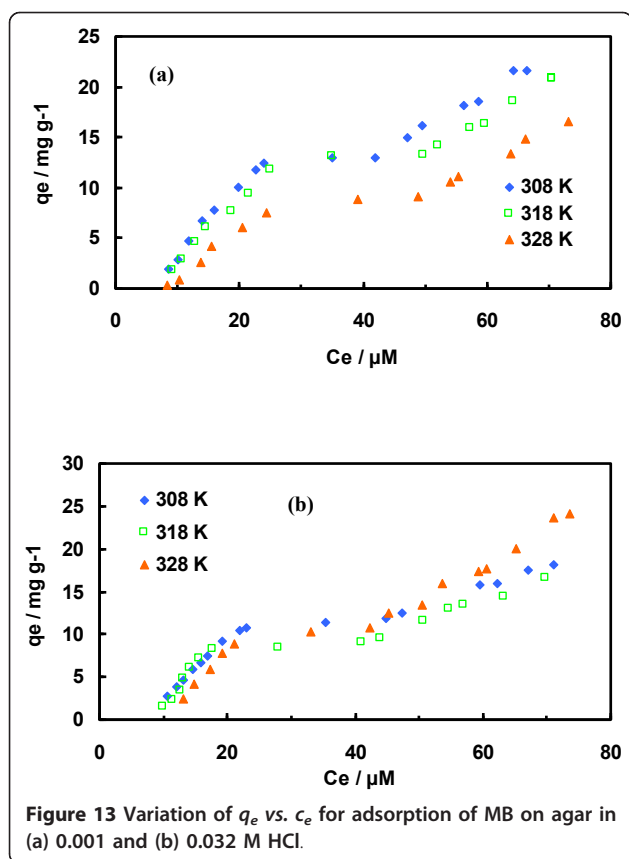 25
20
15
10
5
0
qe / mg g-1
(a)
308 K
318 K
328 K
0 20 40 60 80
Ce / µM
30
25
20
15
10
5
0
qe / mg g-1
308 K
318 K
328 K
(b)
0 20 40 60 80
Ce / µM
Figure 13 Variation of qe vs. ce for adsorption of MB on agar in
(a) 0.001 and (b) 0.032 M HCl.